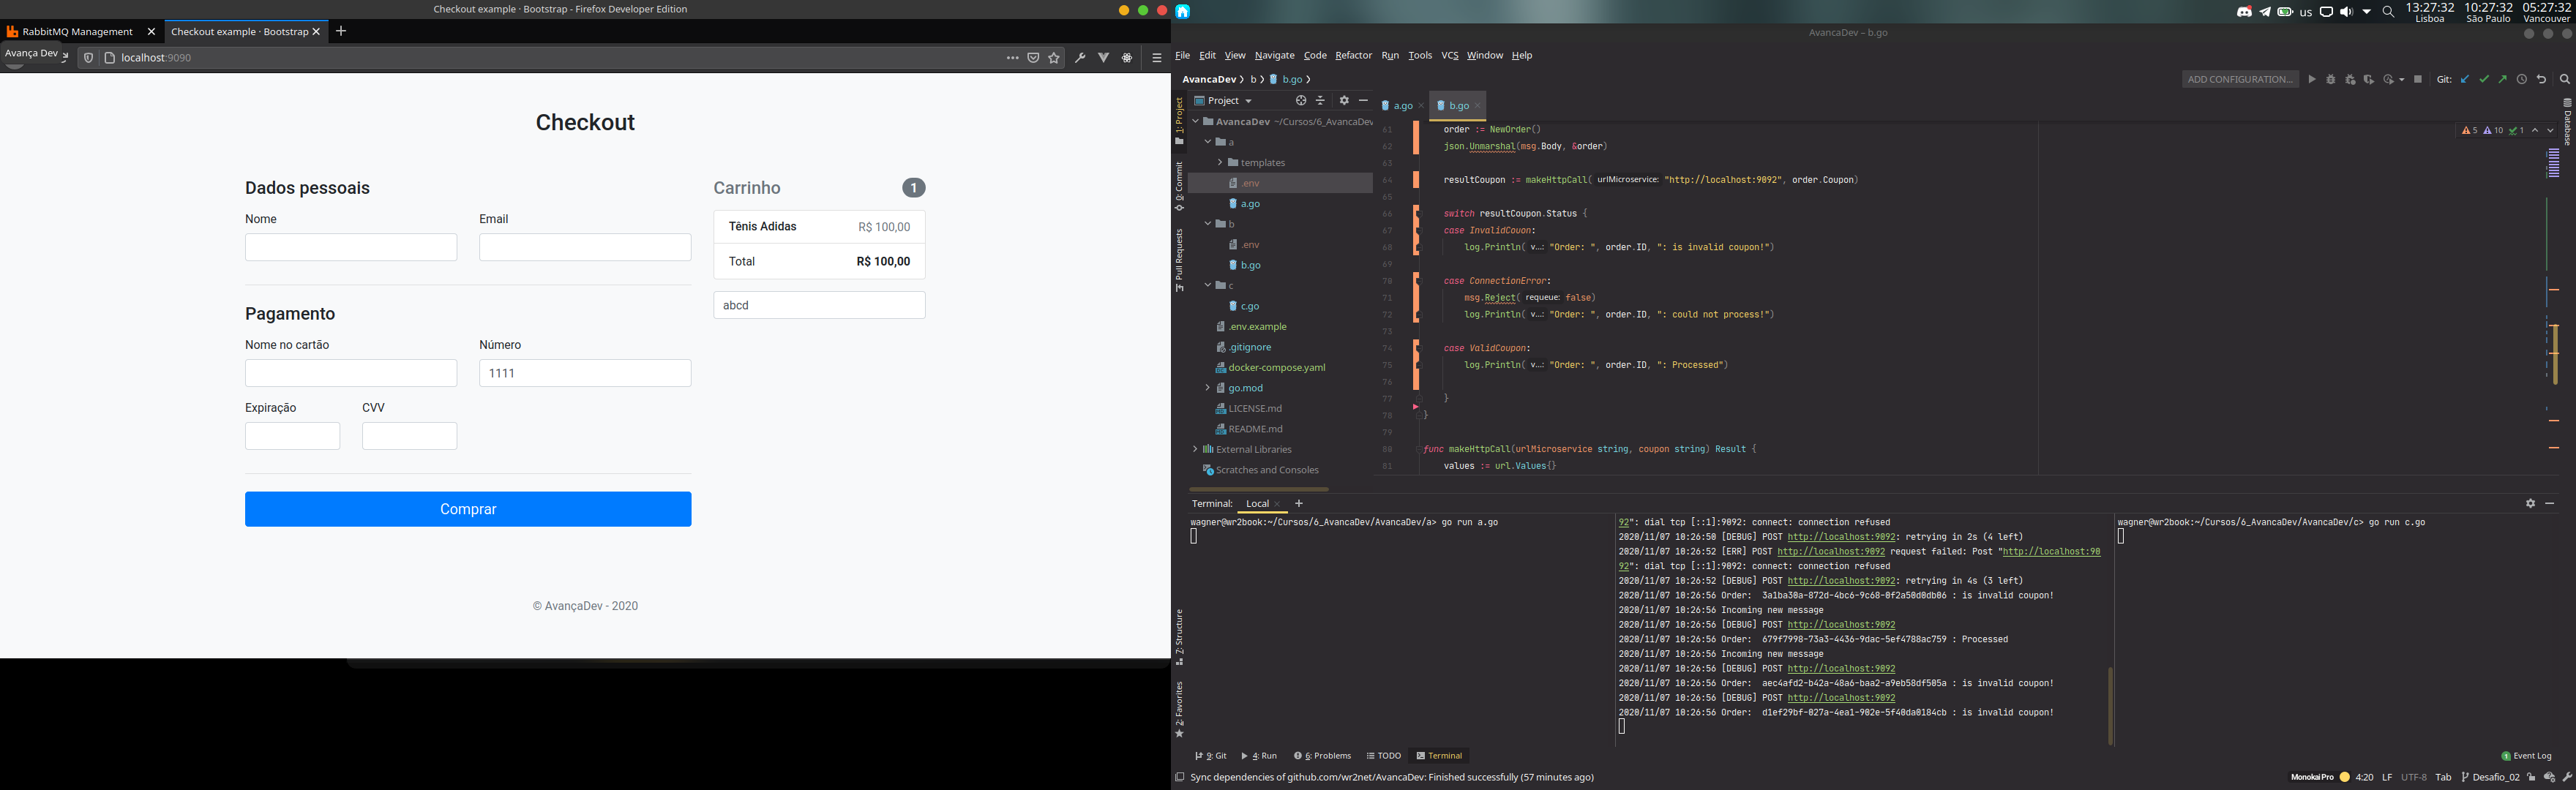 Checkout example · Bootstrap - Firefox Developer Edition
RabbitMQ Management
Checkout example · Bootstrap
Avança Dev
localhost:9090
Checkout
Dados pessoais
Nome
Email
Pagamento
Nome no cartão
Número
1111
Expiração
CVV
Comprar
Carrinho
1
Tênis Adidas
R$ 100,00
Total
R$ 100,00
abcd
© AvançaDev - 2020
us
13:27:32 10:27:32 05:27:32
Lisboa São Paulo Vancouver
AvancaDev – b.go
File Edit View Navigate Code Refactor Run Tools VCS Window Help
AvancaDev b b.go
ADD CONFIGURATION...
Git:
1: Project
0: Commit
Pull Requests
7: Structure
2: Favorites
Database
Project
AvancaDev ~/Cursos/6_AvancaDev
a
templates
.env
a.go
b
.env
b.go
c
c.go
.env.example
.gitignore
docker-compose.yaml
go.mod
LICENSE.md
README.md
External Libraries
Scratches and Consoles
a.go b.go
5 10 1
61 order := NewOrder()
62 json.Unmarshal(msg.Body, &order)
63
64 resultCoupon := makeHttpCall( urlMicroservice: "http://localhost:9092", order.Coupon)
65
66 switch resultCoupon.Status {
67 case InvalidCouon:
68 log.Println( v...: "Order: ", order.ID, ": is invalid coupon!")
69
70 case ConnectionError:
71 msg.Reject( requeue: false)
72 log.Println( v...: "Order: ", order.ID, ": could not process!")
73
74 case ValidCoupon:
75 log.Println( v...: "Order: ", order.ID, ": Processed")
76
77 }
78 }
79
80 func makeHttpCall(urlMicroservice string, coupon string) Result {
81 values := url.Values{}
Terminal: Local
wagner@wr2book:~/Cursos/6_AvancaDev/AvancaDev/a> go run a.go
92": dial tcp [::1]:9092: connect: connection refused
2020/11/07 10:26:50 [DEBUG] POST http://localhost:9092: retrying in 2s (4 left)
2020/11/07 10:26:52 [ERR] POST http://localhost:9092 request failed: Post "http://localhost:90
92": dial tcp [::1]:9092: connect: connection refused
2020/11/07 10:26:52 [DEBUG] POST http://localhost:9092: retrying in 4s (3 left)
2020/11/07 10:26:56 Order:  3a1ba30a-872d-4bc6-9c68-0f2a50d0db06 : is invalid coupon!
2020/11/07 10:26:56 Incoming new message
2020/11/07 10:26:56 [DEBUG] POST http://localhost:9092
2020/11/07 10:26:56 Order:  679f7998-73a3-4436-9dac-5ef4788ac759 : Processed
2020/11/07 10:26:56 Incoming new message
2020/11/07 10:26:56 [DEBUG] POST http://localhost:9092
2020/11/07 10:26:56 Order:  aec4afd2-b42a-48a6-baa2-a9eb58df505a : is invalid coupon!
2020/11/07 10:26:56 [DEBUG] POST http://localhost:9092
2020/11/07 10:26:56 Order:  d1ef29bf-027a-4ea1-902e-5f40da0184cb : is invalid coupon!
wagner@wr2book:~/Cursos/6_AvancaDev/AvancaDev/c> go run c.go
9: Git 4: Run 6: Problems TODO Terminal
1 Event Log
Sync dependencies of github.com/wr2net/AvancaDev: Finished successfully (57 minutes ago)
Monokai Pro 4:20 LF UTF-8 Tab Desafio_02